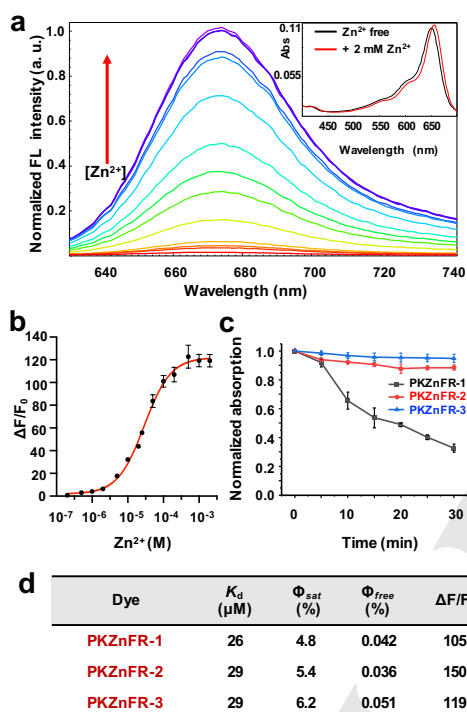 a
Normalized FL intensity (a. u.)
1.0
0.8
0.6
0.4
0.2
[Zn²⁺]
640 660 680 700 720 740
Wavelength (nm)
Abs
0.11
0.055
Zn²⁺ free
+ 2 mM Zn²⁺
450 500 550 600 650
Wavelength (nm)
b
ΔF/F₀
140
120
100
80
60
40
20
0
10⁻⁷ 10⁻⁶ 10⁻⁵ 10⁻⁴ 10⁻³ 10⁻²
Zn²⁺(M)
c
Normalized absorption
1.0
0.8
0.6
0.4
0.2
0.0
PKZnFR-1
PKZnFR-2
PKZnFR-3
0 10 20 30
Time (min)
d
Dye Kd (μM) Φsat (%) Φfree (%) ΔF/F
PKZnFR-1 26 4.8 0.042 105
PKZnFR-2 29 5.4 0.036 150
PKZnFR-3 29 6.2 0.051 119